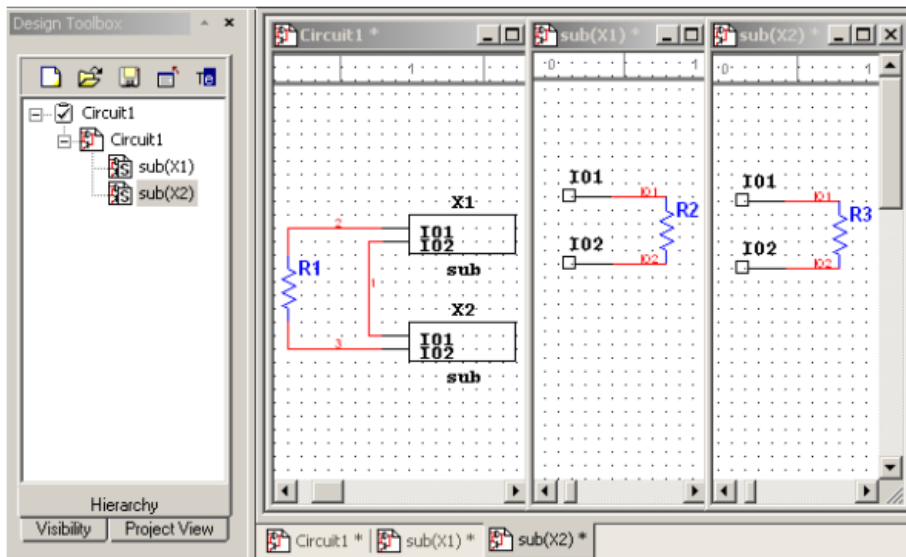 Design Toolbox
Circuit1
Circuit1
sub(X1)
sub(X2)
Hierarchy
Visibility
Project View
Circuit1 *
1
X1
2
IO1
IO2
sub
R1
1
X2
IO1
IO2
3
sub
sub(X1) *
0 1
IO1
IO1
R2
IO2
IO2
sub(X2) *
0 1
IO1
IO1
R3
IO2
IO2
Circuit1 *
sub(X1) *
sub(X2) *